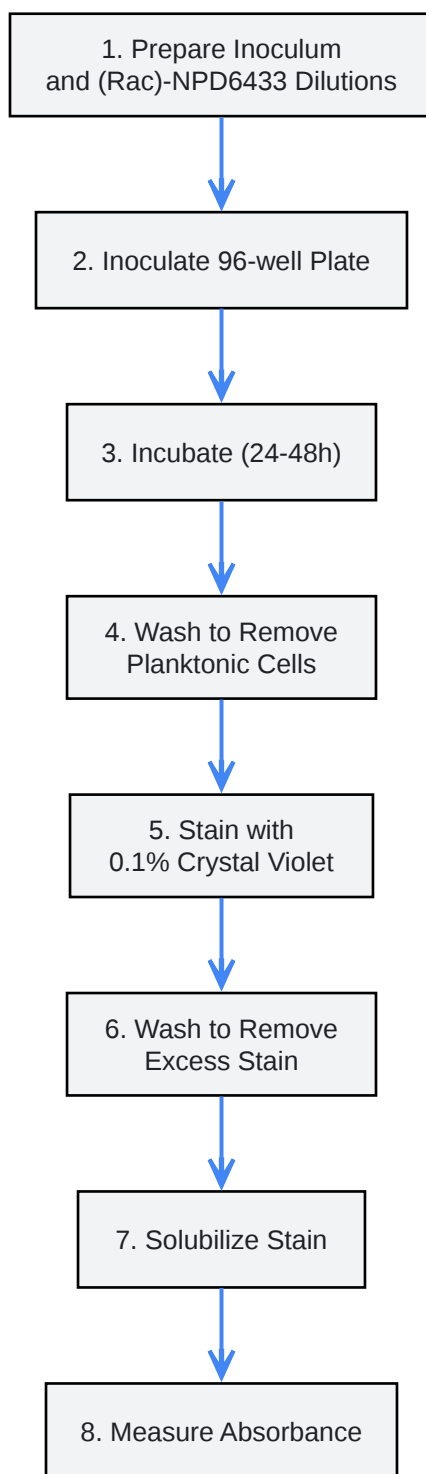 1. Prepare Inoculum
and (Rac)-NPD6433 Dilutions
2. Inoculate 96-well Plate
3. Incubate (24-48h)
4. Wash to Remove
Planktonic Cells
5. Stain with
0.1% Crystal Violet
6. Wash to Remove
Excess Stain
7. Solubilize Stain
8. Measure Absorbance